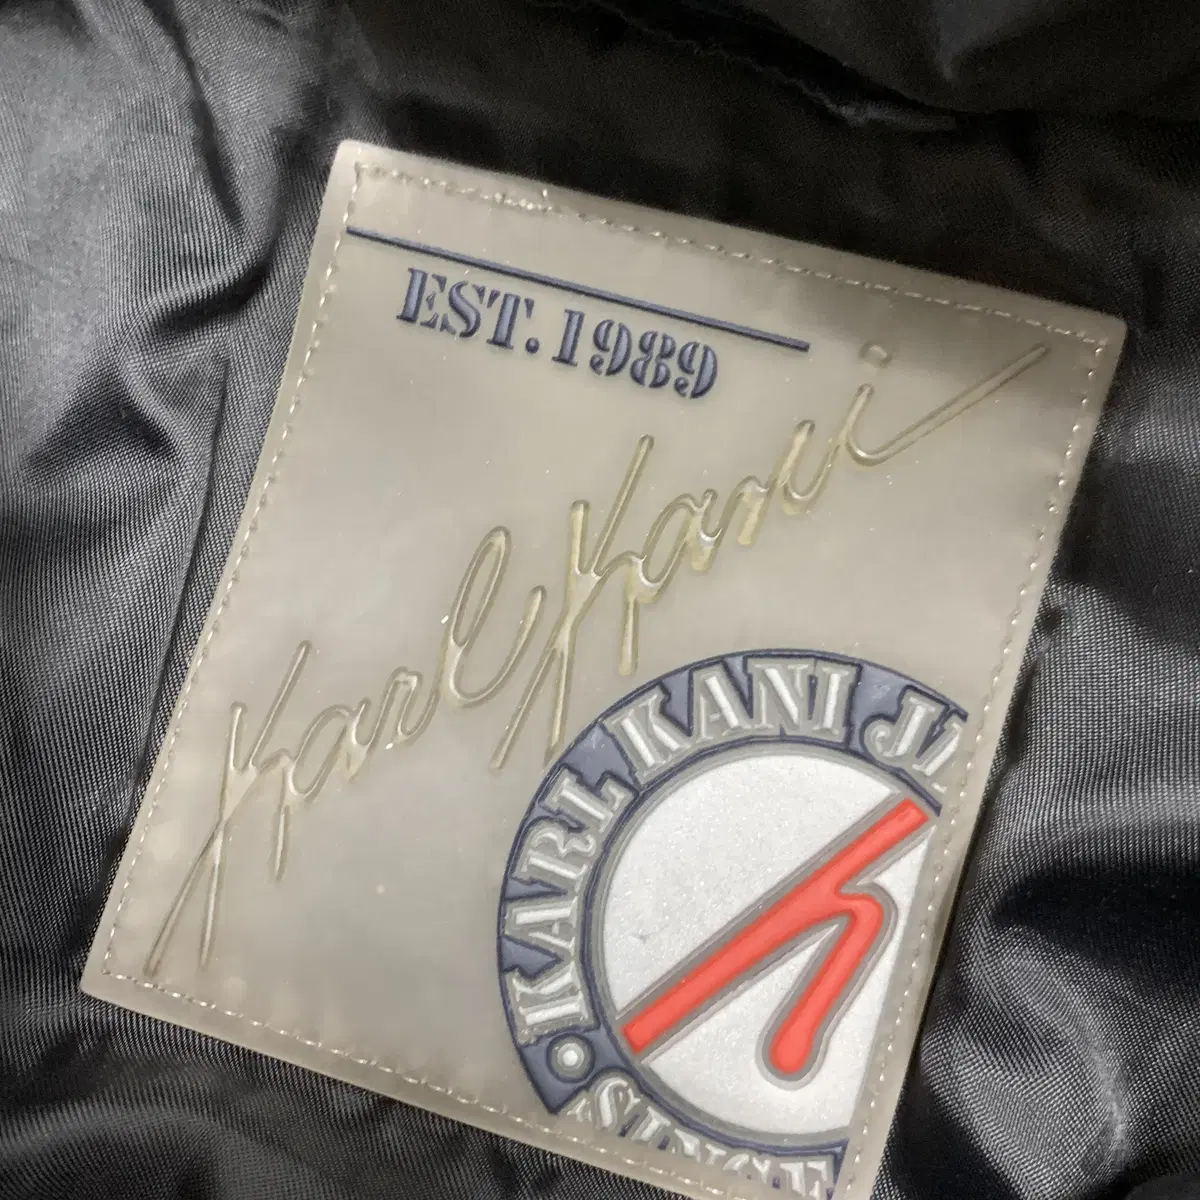 EST. 1989
Karl Kani
KARL KANI
SINCE